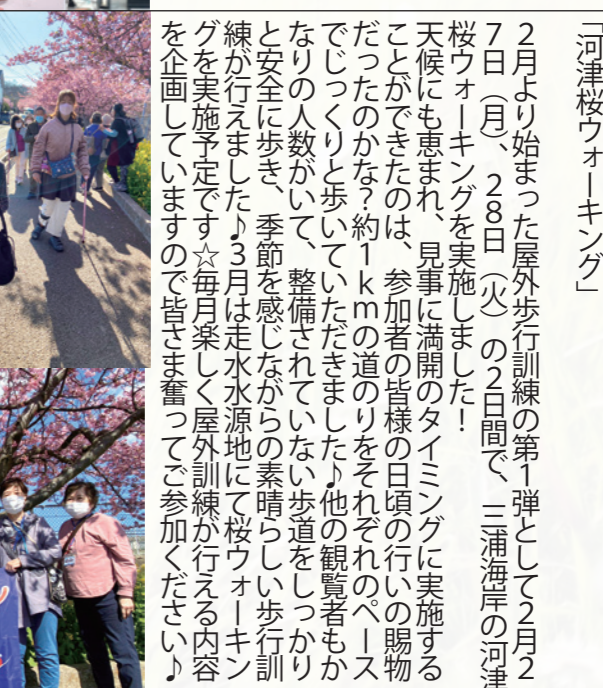 「河津桜ウォーキング」
２月より始まった屋外歩行訓練の第１弾として２月２
７日（月）、２８日（火）の２日間で、三浦海岸の河津
桜ウォーキングを実施しました！
天候にも恵まれ、見事に満開のタイミングに実施する
ことができたのは、参加者の皆様の日頃の行いの賜物
だったのかな？約１ｋｍの道のりをそれぞれのペース
でじっくりと歩いていただきました♪他の観覧者もか
なりの人数がいて、整備されていない歩道をしっかり
と安全に歩き、季節を感じながらの素晴らしい歩行訓
練が行えました♪３月は走水水源地にて桜ウォーキン
グを実施予定です☆毎月楽しく屋外訓練が行える内容
を企画していますので皆さま奮ってご参加ください♪